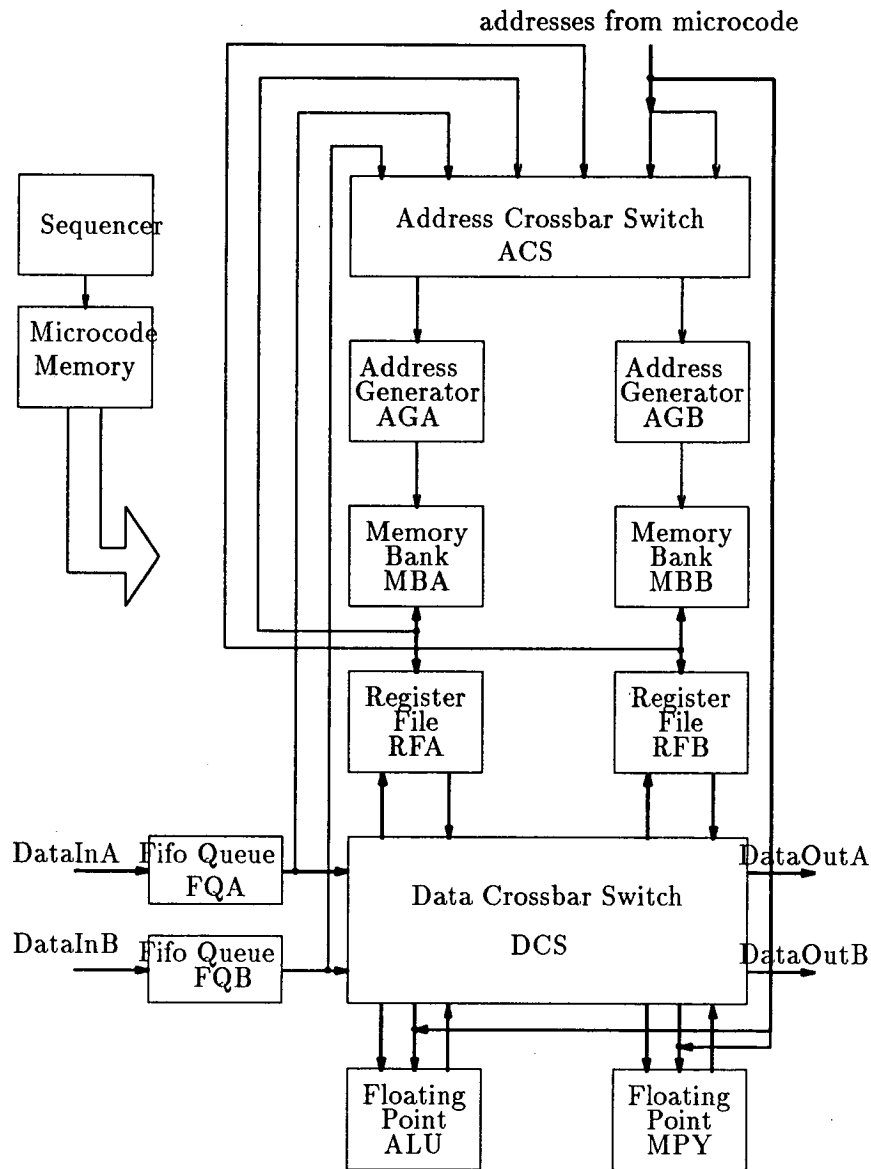 addresses from microcode
Sequencer
Microcode
Memory
Address Crossbar Switch
ACS
Address
Generator
AGA
Address
Generator
AGB
Memory
Bank
MBA
Memory
Bank
MBB
Register
File
RFA
Register
File
RFB
DataInA
Fifo Queue
FQA
DataInB
Fifo Queue
FQB
Data Crossbar Switch
DCS
DataOutA
DataOutB
Floating
Point
ALU
Floating
Point
MPY